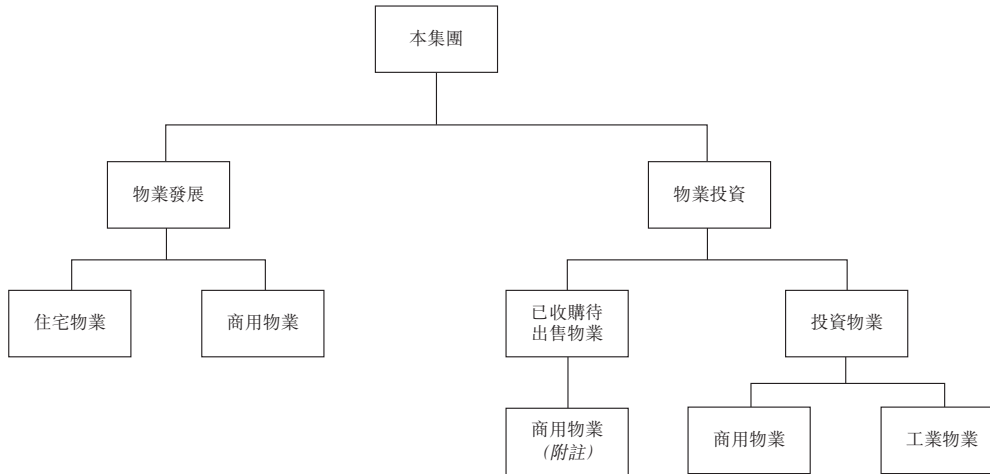 本集團
物業發展
物業投資
住宅物業
商用物業
已收購待
出售物業
投資物業
商用物業
(附註)
商用物業
工業物業